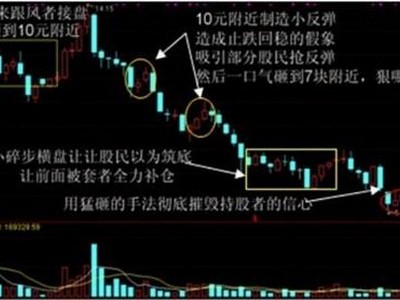 来跟风者接盘
到10元附近
14.15
10元附近制造小反弹
造成止跌回稳的假象
吸引部分股民抢反弹
然后一口气砸到7块附近，狠
小碎步横盘让让股民以为筑底
让前面被套者全力补仓
用猛砸的手法彻底摧毁持股者的信心
169329.59